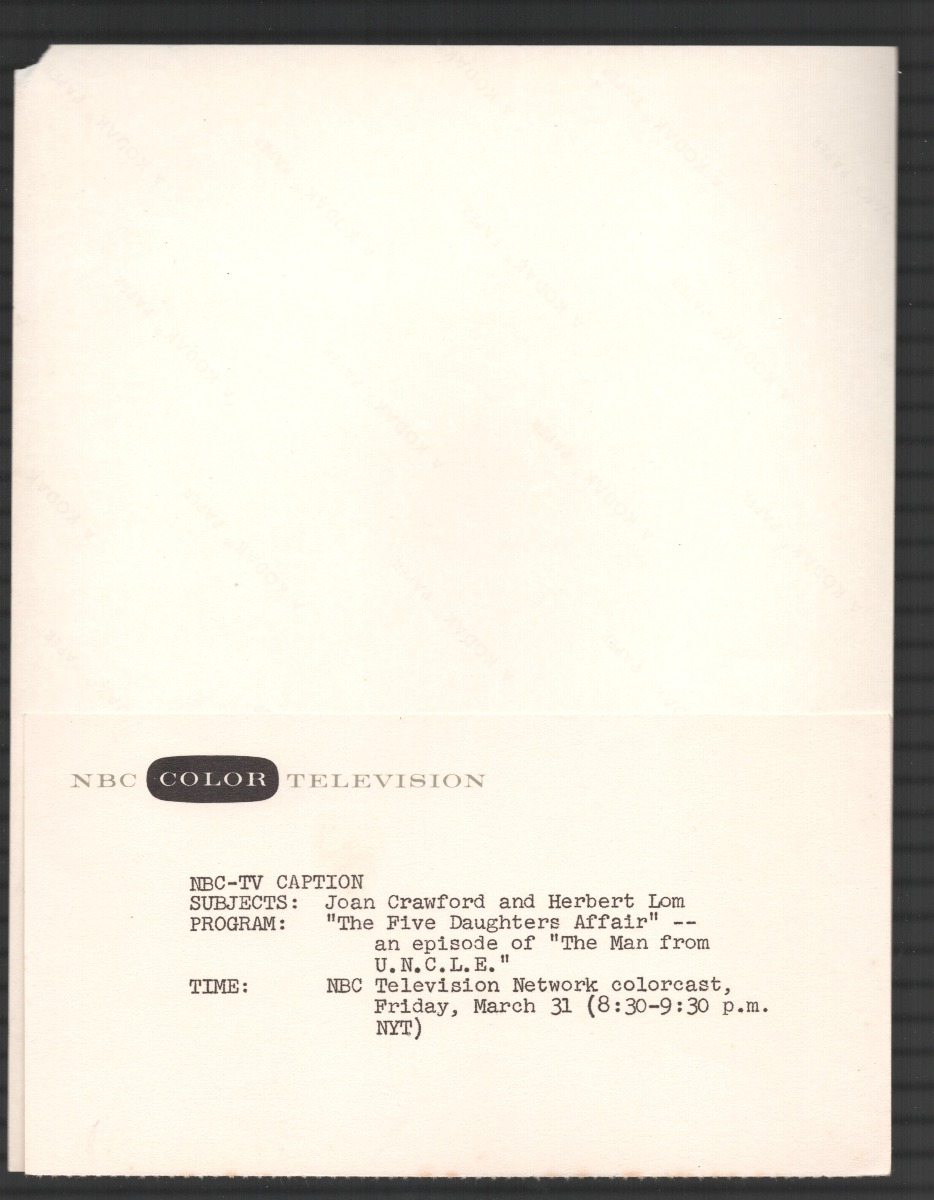 NBC COLOR TELEVISION
NBC-TV CAPTION
SUBJECTS: Joan Crawford and Herbert Lom
PROGRAM: "The Five Daughters Affair" --
an episode of "The Man from
U.N.C.L.E."
TIME: NBC Television Network colorcast,
Friday, March 31 (8:30-9:30 p.m.
NYT)